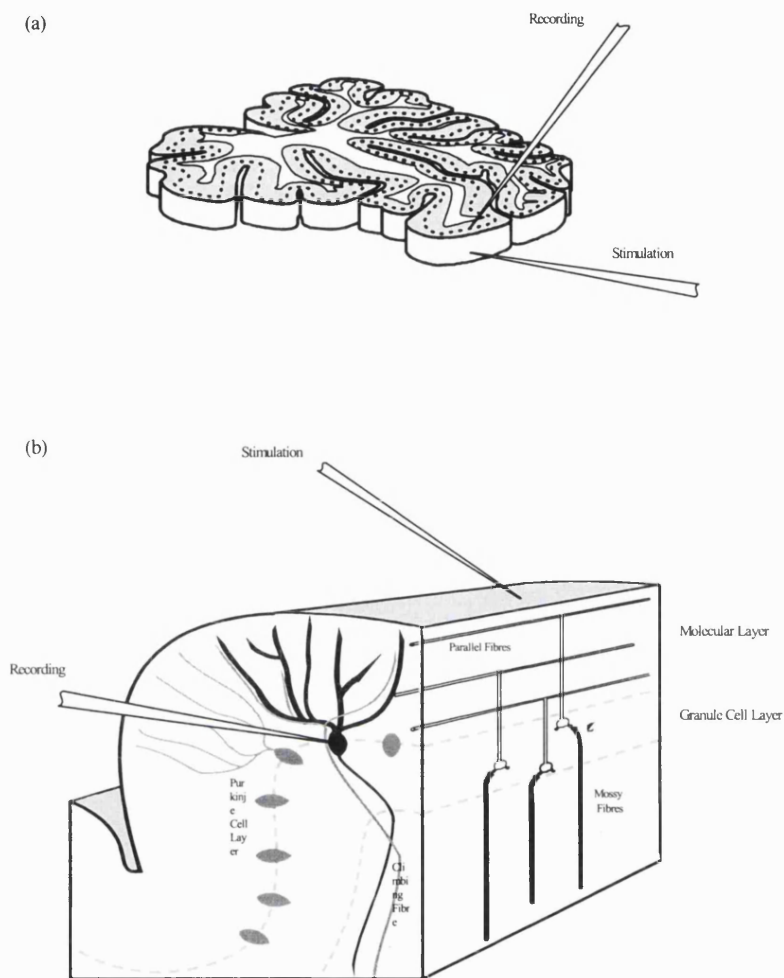 (a)
Recording
Stimulation
(b)
Stimulation
Recording
Molecular Layer
Parallel Fibres
Granule Cell Layer
Pur
kinj
e
Cell
Lay
er
Mossy
Fibres
Cli
mbi
ng
Fibr
e